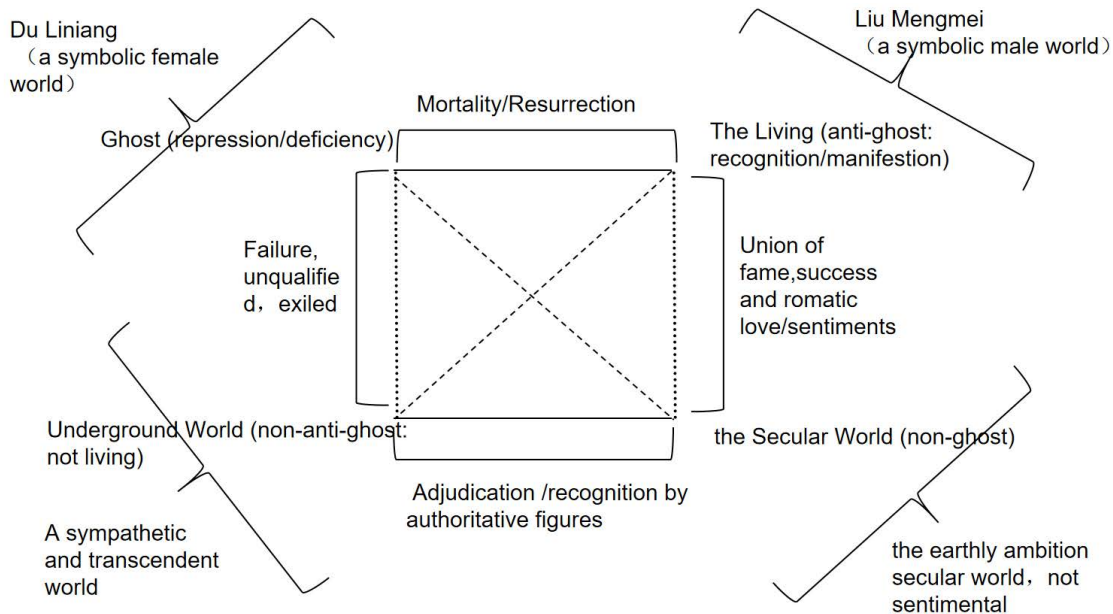 Du Liniang
（a symbolic female
world）
Liu Mengmei
（a symbolic male world）
Mortality/Resurrection
Ghost (repression/deficiency)
The Living (anti-ghost:
recognition/manifestion)
Failure,
unqualifie
d，exiled
Union of
fame,success
and romatic
love/sentiments
Underground World (non-anti-ghost:
not living)
the Secular World (non-ghost)
Adjudication /recognition by
authoritative figures
A sympathetic
and transcendent
world
the earthly ambition
secular world，not
sentimental